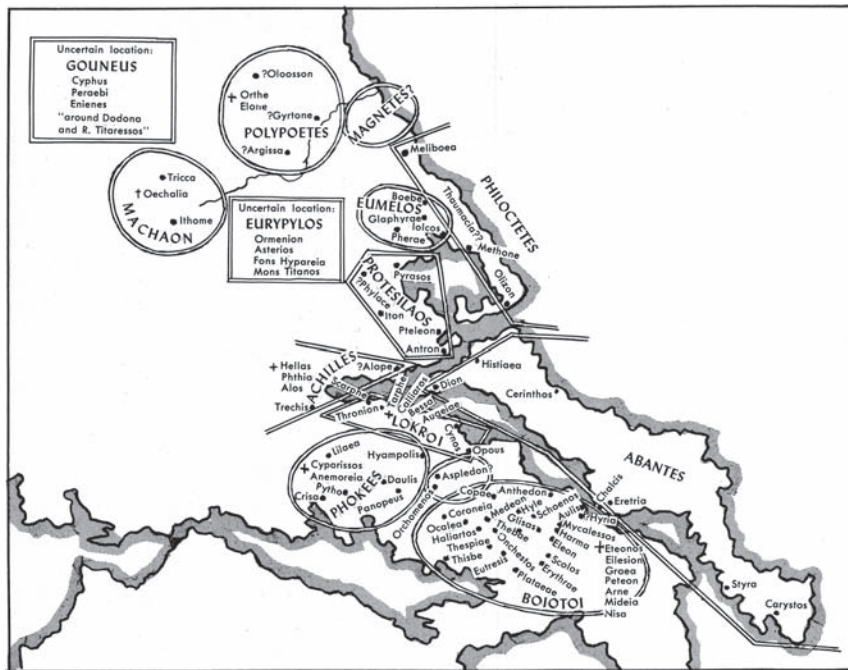 Uncertain location:
GOUNEUS
Cyphus
Peraebi
Enienes
"around Dodona
and R. Titaressos"
?Oloosson
Orthe
Elone
?Gyrtone
POLYPOETES
?Argissa
MAGNETES?
Meliboea
Tricca
Oechalia
Ithome
MACHAON
Uncertain location:
EURYPYLOS
Ormenion
Asterios
Fons Hypareia
Mons Titanos
Boebe
EUMELOS
Glaphyrae
Iolcos
Pherae
PHILOCTETES
Thaumacia??
Methone
Olizon
PROTESILAOS
Pyrasos
?Phylace
Iton
Pteleon
Antron
ACHILLES
Hellas
Phthia
Alos
?Alope
Trechis
Histiaea
Cerinthos
Dion
Scarphe
Tarphe
Calliaros
Bessa
Augeiae
Thronion
LOKROI
Cynos
Opous
ABANTES
Chalcis
Eretria
Styra
Carystos
Lilaea
Hyampolis
Cyparissos
Anemoreia
Pytho
Daulis
Crisa
Panopeus
PHOKEES
Aspledon?
Orchomenos
Copae
Anthedon
Coroneia
Medeon
Hyle
Schoenos
Aulis
?Hyria
Ocalea
Glisas
Mycalessos
Haliartos
Thebae
Harma
Thespiae
Onchestos
Eleon
Eteonos
Thisbe
Scolos
Eilesion
Eutresis
Erythrae
Graea
Plataeae
Peteon
Arne
BOIOTOI
Mideia
Nisa